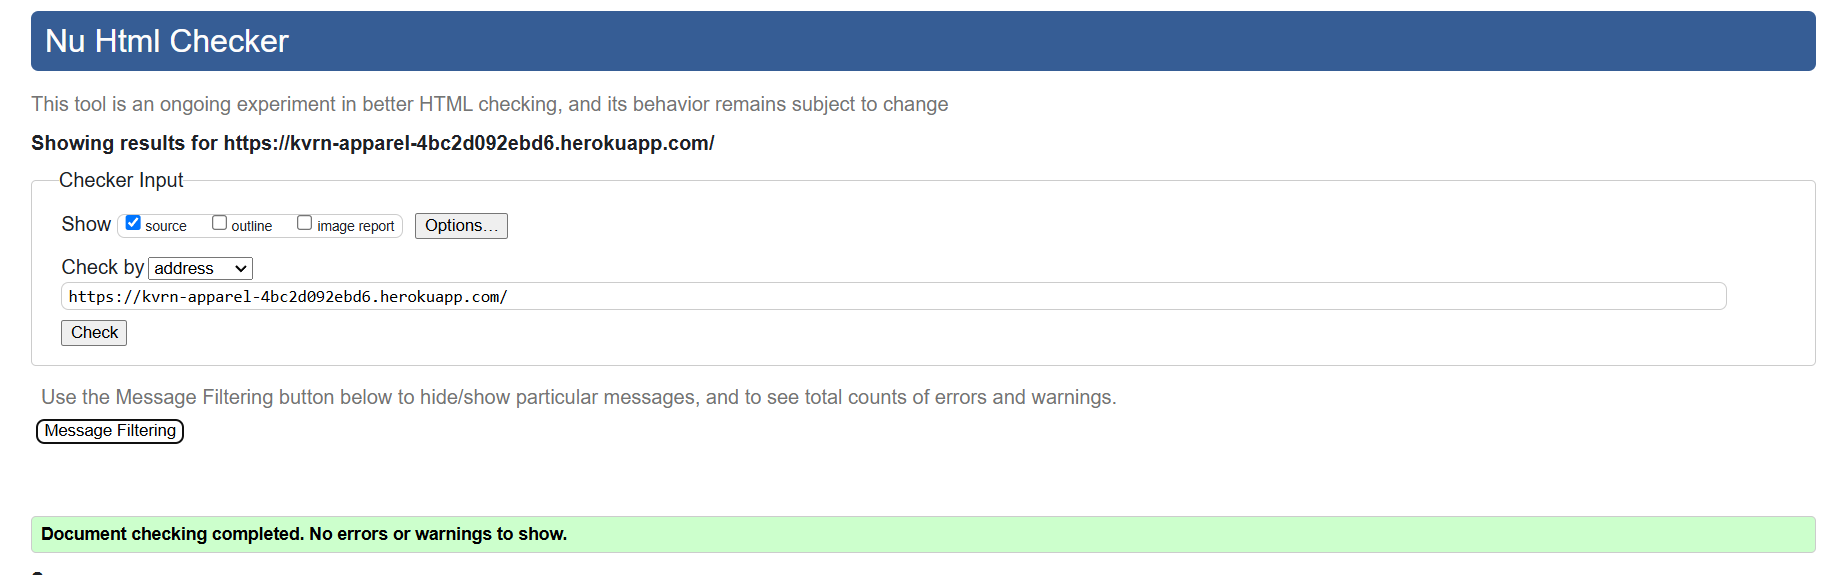 Nu Html Checker
This tool is an ongoing experiment in better HTML checking, and its behavior remains subject to change
Showing results for https://kvrn-apparel-4bc2d092ebd6.herokuapp.com/
Checker Input
Show source outline image report Options...
Check by address
https://kvrn-apparel-4bc2d092ebd6.herokuapp.com/
Check
Use the Message Filtering button below to hide/show particular messages, and to see total counts of errors and warnings.
Message Filtering
Document checking completed. No errors or warnings to show.